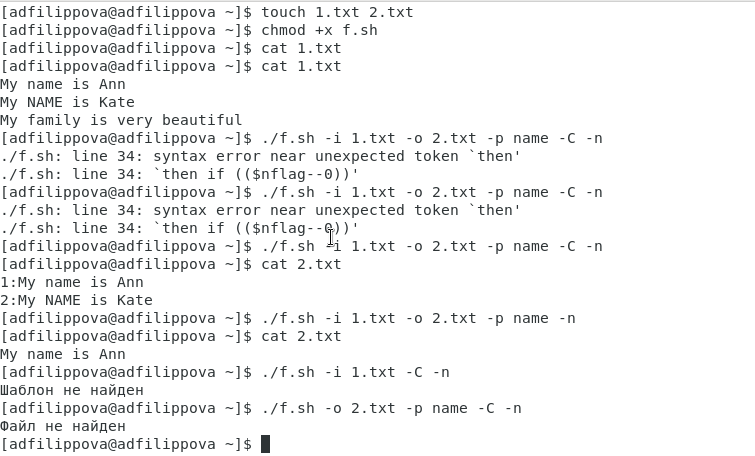 [adfilippova@adfilippova ~]$ touch 1.txt 2.txt
[adfilippova@adfilippova ~]$ chmod +x f.sh
[adfilippova@adfilippova ~]$ cat 1.txt
[adfilippova@adfilippova ~]$ cat 1.txt
My name is Ann
My NAME is Kate
My family is very beautiful
[adfilippova@adfilippova ~]$ ./f.sh -i 1.txt -o 2.txt -p name -C -n
./f.sh: line 34: syntax error near unexpected token `then'
./f.sh: line 34: `then if (($nflag--0))'
[adfilippova@adfilippova ~]$ ./f.sh -i 1.txt -o 2.txt -p name -C -n
./f.sh: line 34: syntax error near unexpected token `then'
./f.sh: line 34: `then if (($nflag--0))'
[adfilippova@adfilippova ~]$ ./f.sh -i 1.txt -o 2.txt -p name -C -n
[adfilippova@adfilippova ~]$ cat 2.txt
1:My name is Ann
2:My NAME is Kate
[adfilippova@adfilippova ~]$ ./f.sh -i 1.txt -o 2.txt -p name -n
[adfilippova@adfilippova ~]$ cat 2.txt
My name is Ann
[adfilippova@adfilippova ~]$ ./f.sh -i 1.txt -C -n
Шаблон не найден
[adfilippova@adfilippova ~]$ ./f.sh -o 2.txt -p name -C -n
Файл не найден
[adfilippova@adfilippova ~]$